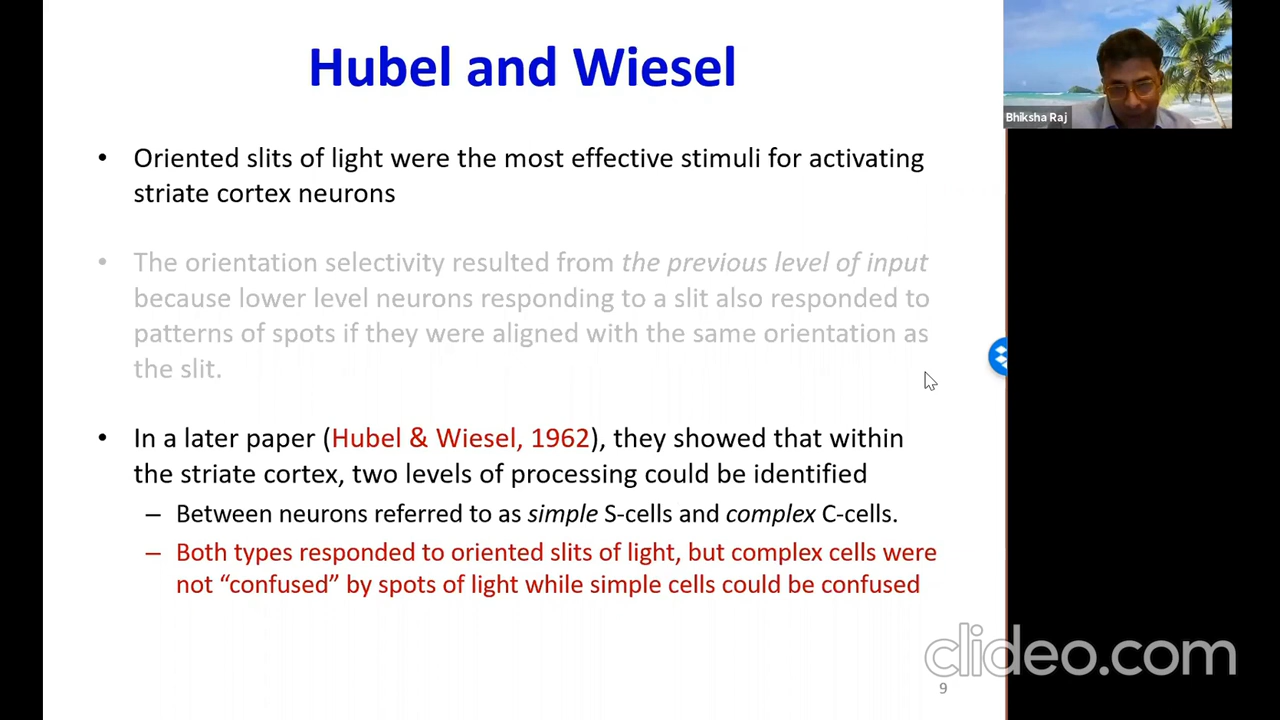 Hubel and Wiesel
Bhiksha Raj
• Oriented slits of light were the most effective stimuli for activating
striate cortex neurons
• The orientation selectivity resulted from the previous level of input
because lower level neurons responding to a slit also responded to
patterns of spots if they were aligned with the same orientation as
the slit.
• In a later paper (Hubel & Wiesel, 1962), they showed that within
the striate cortex, two levels of processing could be identified
– Between neurons referred to as simple S-cells and complex C-cells.
– Both types responded to oriented slits of light, but complex cells were
not “confused” by spots of light while simple cells could be confused
clideo.com
9